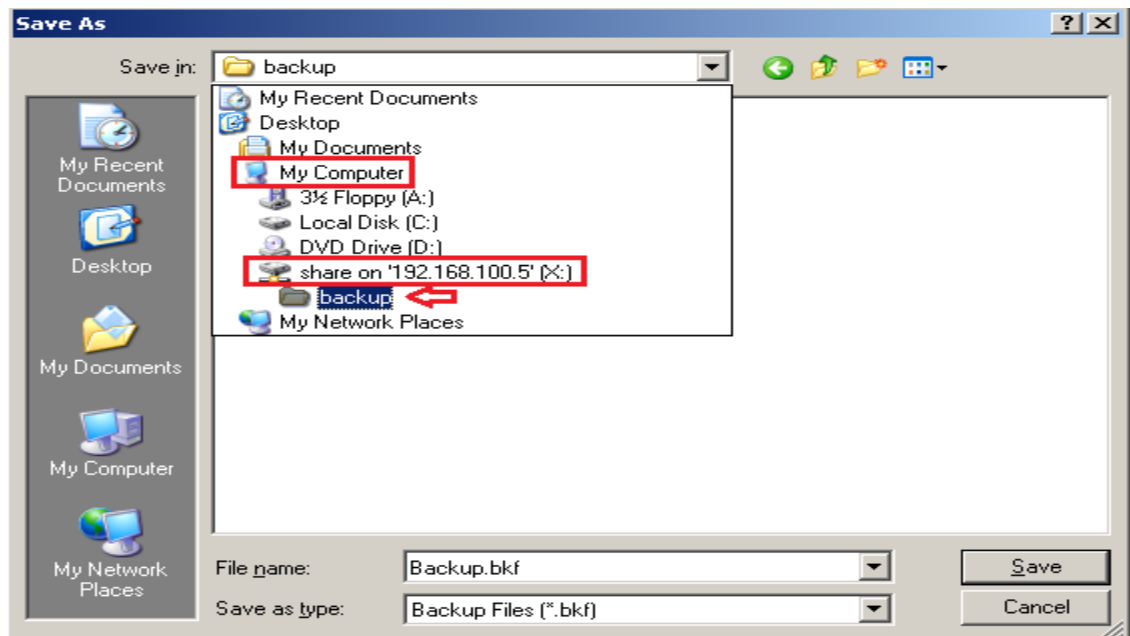 Save As
Save in:
backup
My Recent Documents
Desktop
My Documents
My Computer
3½ Floppy (A:)
Local Disk (C:)
DVD Drive (D:)
share on '192.168.100.5' (X:)
backup
My Network Places
My Recent
Documents
Desktop
My Documents
My Computer
My Network
Places
File name:
Backup.bkf
Save
Save as type:
Backup Files (*.bkf)
Cancel